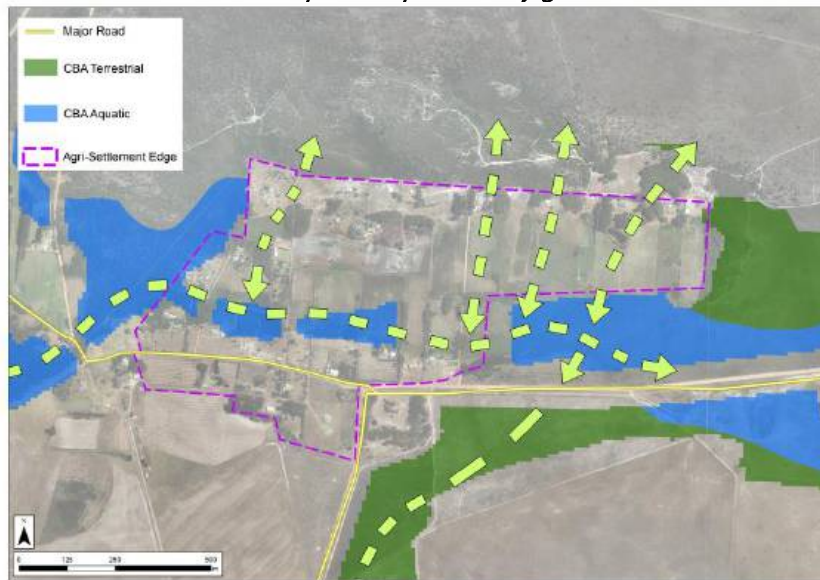 Major Road
CBA Terrestrial
CBA Aquatic
Agri-Settlement Edge
N
0 125 250 500